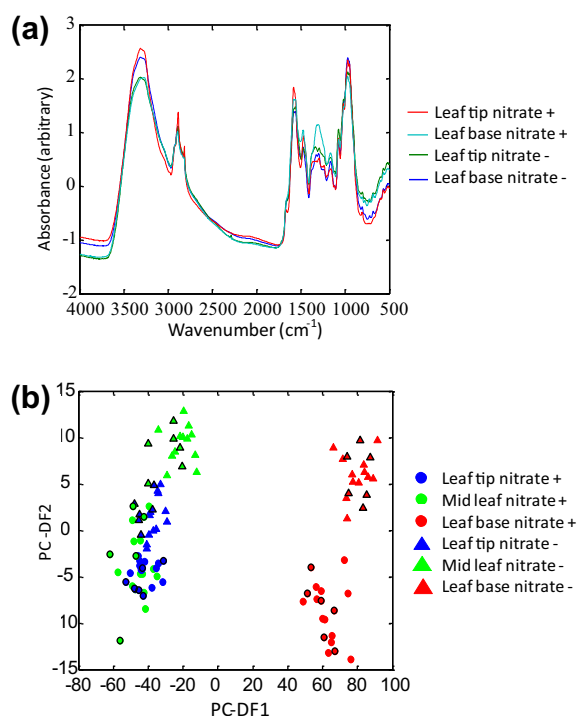 (a)
3
2
1
0
-1
-2
Absorbance (arbitrary)
4000 3500 3000 2500 2000 1500 1000 500
Wavenumber (cm-1)
Leaf tip nitrate +
Leaf base nitrate +
Leaf tip nitrate -
Leaf base nitrate -
(b)
15
10
5
0
-5
-10
-15
PC-DF2
-80 -60 -40 -20 0 20 40 60 80 100
PC-DF1
Leaf tip nitrate +
Mid leaf nitrate +
Leaf base nitrate +
Leaf tip nitrate -
Mid leaf nitrate -
Leaf base nitrate -